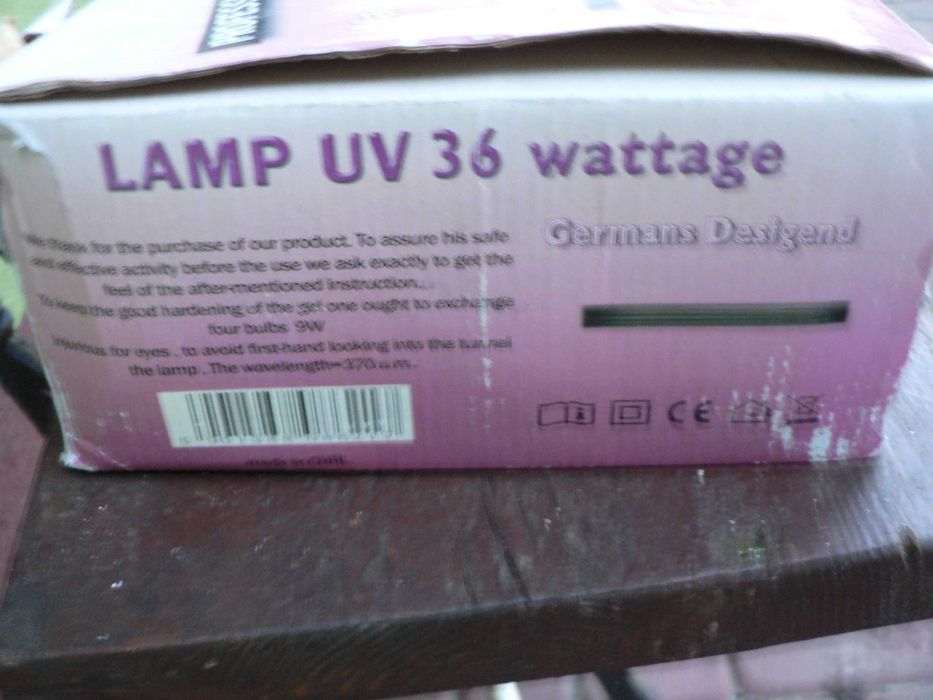 PROFESS
LAMP UV 36 wattage
We thank for the purchase of our product. To assure his safe
and effective activity before the use we ask exactly to get the
feel of the after-mentioned instruction...
To keep the good hardening of the gel one ought to exchange
four bulbs 9W
Injurious for eyes . to avoid first-hand looking into the tunnel
the lamp . The wavelength=370
Germans Desigend
CE
made in